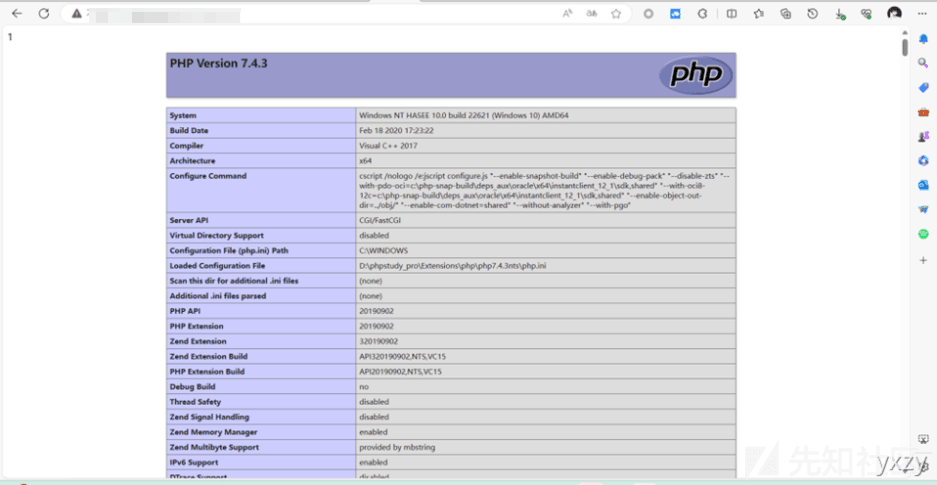 1
PHP Version 7.4.3
php
System Windows NT HASEE 10.0 build 22621 (Windows 10) AMD64
Build Date Feb 18 2020 17:23:22
Compiler Visual C++ 2017
Architecture x64
Configure Command cscript /nologo /e:jscript configure.js "--enable-snapshot-build" "--enable-debug-pack" "--disable-zts" "--
with-pdo-oci=c:\php-snap-build\deps_aux\oracle\x64\instantclient_12_1\sdk,shared" "--with-oci8-
12c=c:\php-snap-build\deps_aux\oracle\x64\instantclient_12_1\sdk,shared" "--enable-object-out-
dir=../obj/" "--enable-com-dotnet=shared" "--without-analyzer" "--with-pgo"
Server API CGI/FastCGI
Virtual Directory Support disabled
Configuration File (php.ini) Path C:\WINDOWS
Loaded Configuration File D:\phpstudy_pro\Extensions\php\php7.4.3nts\php.ini
Scan this dir for additional .ini files (none)
Additional .ini files parsed (none)
PHP API 20190902
PHP Extension 20190902
Zend Extension 320190902
Zend Extension Build API320190902,NTS,VC15
PHP Extension Build API20190902,NTS,VC15
Debug Build no
Thread Safety disabled
Zend Signal Handling disabled
Zend Memory Manager enabled
Zend Multibyte Support provided by mbstring
IPv6 Support enabled
DTrace Support disabled
先知社区
yxzy